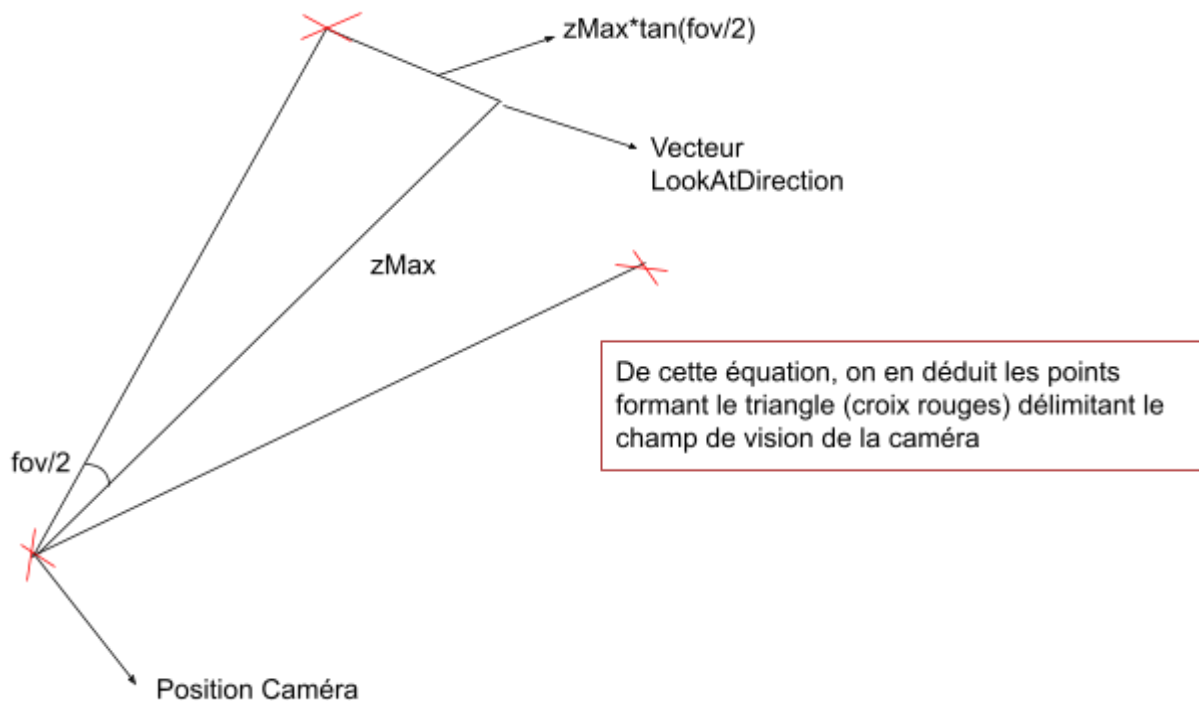 zMax*tan(fov/2)
Vecteur
LookAtDirection
zMax
De cette équation, on en déduit les points
formant le triangle (croix rouges) délimitant le
champ de vision de la caméra
fov/2
Position Caméra